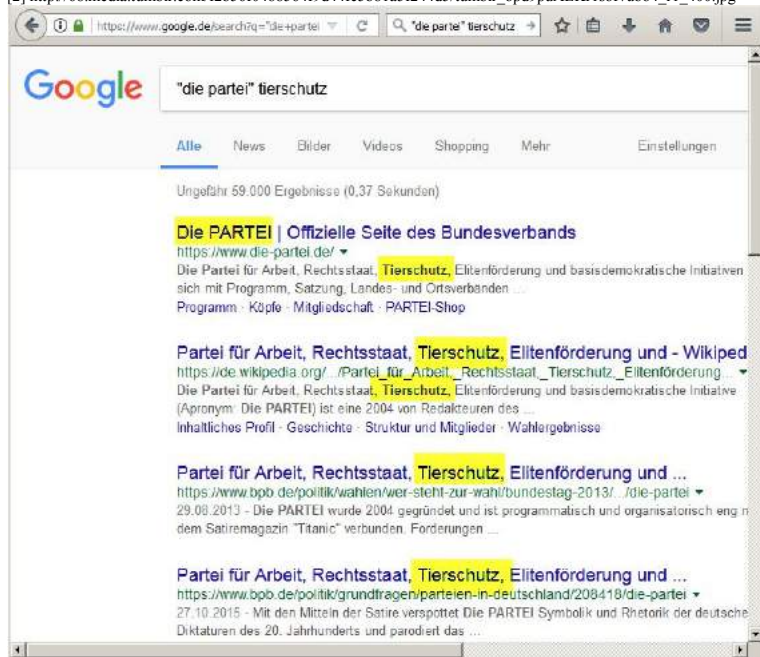 https://www.google.de/search?q="die+partei
"die partei" tierschutz
Google
"die partei" tierschutz
Alle News Bilder Videos Shopping Mehr Einstellungen
Ungefähr 59.000 Ergebnisse (0,37 Sekunden)
Die PARTEI | Offizielle Seite des Bundesverbands
https://www.die-partei.de/
Die Partei für Arbeit, Rechtsstaat, Tierschutz, Elitenförderung und basisdemokratische Initiativen
sich mit Programm, Satzung, Landes- und Ortsverbänden ...
Programm · Köpfe · Mitgliedschaft · PARTEI-Shop
Partei für Arbeit, Rechtsstaat, Tierschutz, Elitenförderung und - Wikiped
https://de.wikipedia.org/.../Partei_für_Arbeit,_Rechtsstaat,_Tierschutz,_Elitenförderung...
Die Partei für Arbeit, Rechtsstaat, Tierschutz, Elitenförderung und basisdemokratische Initiative
(Apronym: Die PARTEI) ist eine 2004 von Redakteuren des ...
Inhaltliches Profil · Geschichte · Struktur und Mitglieder · Wahlergebnisse
Partei für Arbeit, Rechtsstaat, Tierschutz, Elitenförderung und ...
https://www.bpb.de/politik/wahlen/wer-steht-zur-wahl/bundestag-2013/.../die-partei
29.08.2013 - Die PARTEI wurde 2004 gegründet und ist programmatisch und organisatorisch eng m
dem Satiremagazin "Titanic" verbunden. Forderungen ...
Partei für Arbeit, Rechtsstaat, Tierschutz, Elitenförderung und ...
https://www.bpb.de/politik/grundfragen/parteien-in-deutschland/208418/die-partei
27.10.2015 - Mit den Mitteln der Satire verspottet Die PARTEI Symbolik und Rhetorik der deutsche
Diktaturen des 20. Jahrhunderts und parodiert das ...